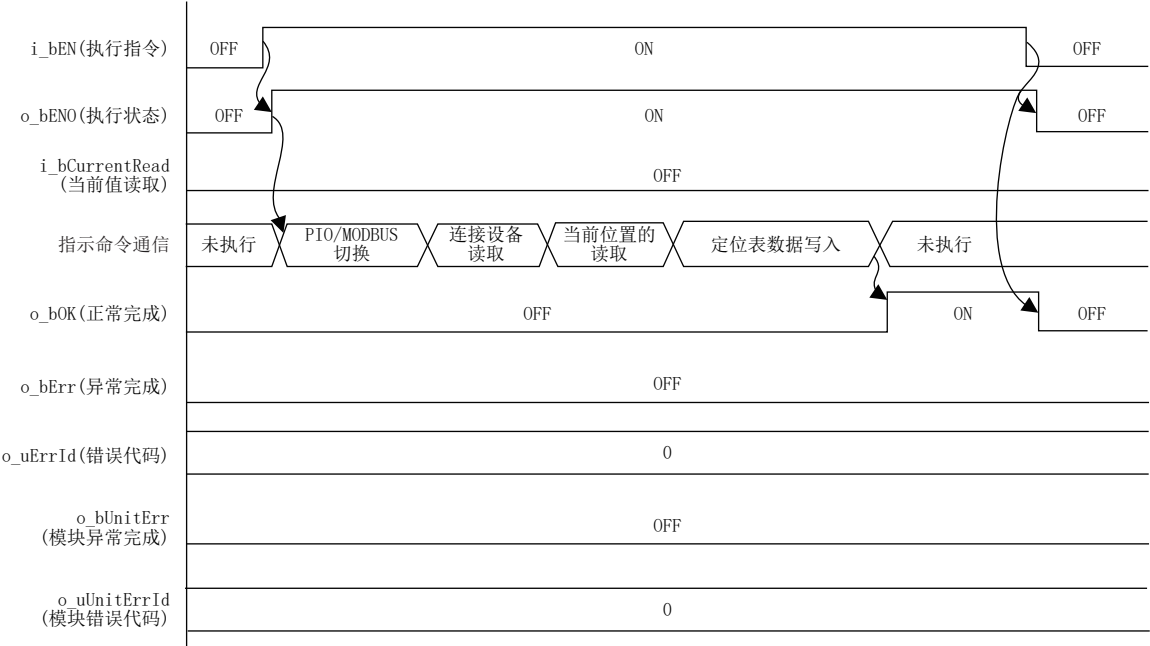 i_bEN(执行指令) OFF ON OFF
o_bENO(执行状态) OFF ON OFF
i_bCurrentRead
(当前值读取) OFF
指示命令通信 未执行 PIO/MODBUS
切换 连接设备
读取 当前位置的
读取 定位表数据写入 未执行
o_bOK(正常完成) OFF ON OFF
o_bErr(异常完成) OFF
o_uErrId(错误代码) 0
o_bUnitErr
(模块异常完成) OFF
o_uUnitErrId
(模块错误代码) 0